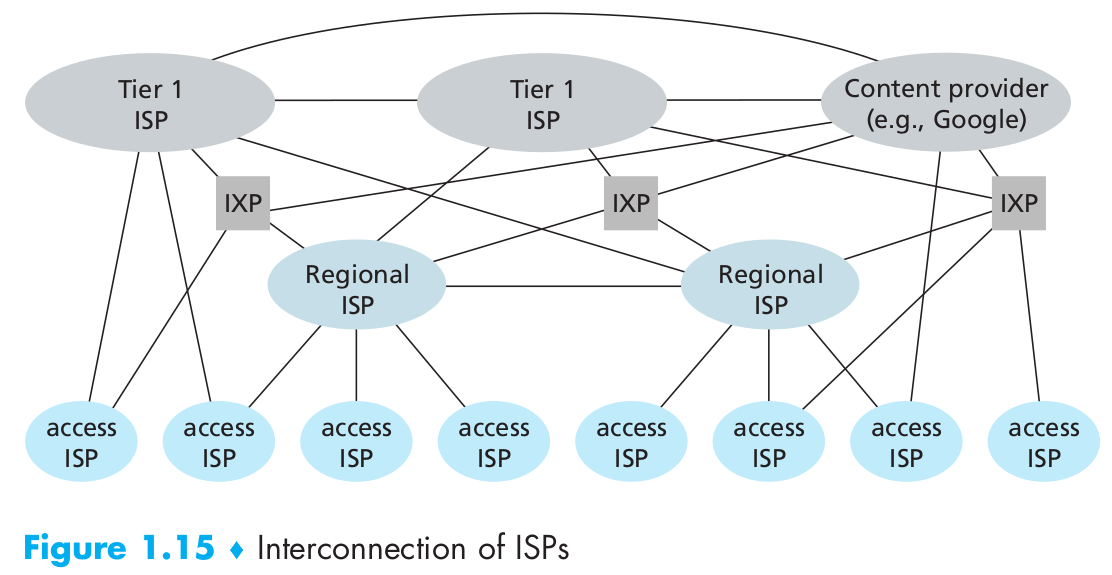 Tier 1
ISP
Tier 1
ISP
Content provider
(e.g., Google)
IXP
IXP
IXP
Regional
ISP
Regional
ISP
access
ISP
access
ISP
access
ISP
access
ISP
access
ISP
access
ISP
access
ISP
access
ISP
Figure 1.15 ♦ Interconnection of ISPs